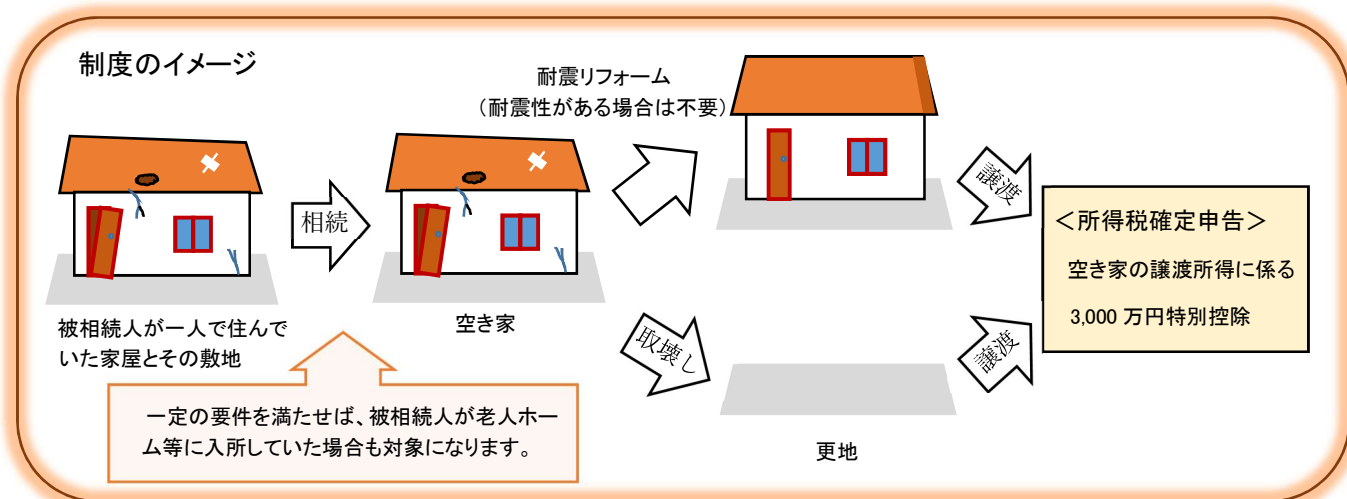 制度のイメージ
耐震リフォーム
（耐震性がある場合は不要）
相続
譲渡
被相続人が一人で住んで
いた家屋とその敷地
空き家
取壊し
譲渡
更地
一定の要件を満たせば、被相続人が老人ホー
ム等に入所していた場合も対象になります。
＜所得税確定申告＞
空き家の譲渡所得に係る
3,000 万円特別控除